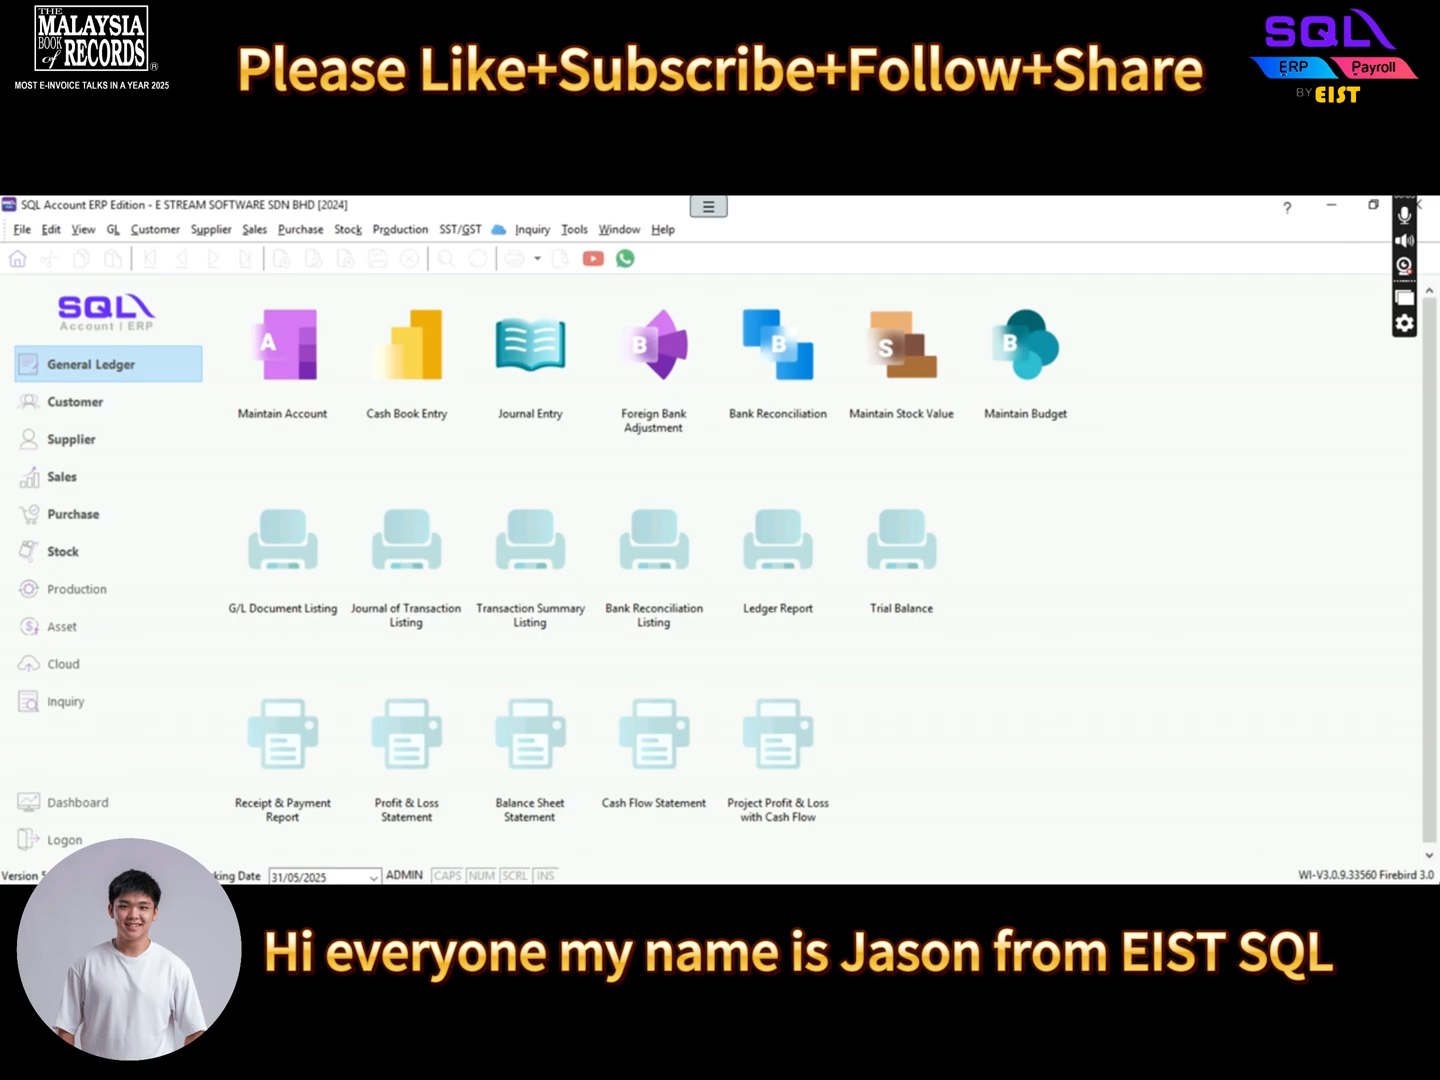 THE
MALAYSIA
BOOK
of RECORDS®
MOST E-INVOICE TALKS IN A YEAR 2025
Please Like+Subscribe+Follow+Share
SQL
ERP Payroll
BY EIST
SQL Account ERP Edition - E STREAM SOFTWARE SDN BHD [2024]
File Edit View GL Customer Supplier Sales Purchase Stock Production SST/GST Inquiry Tools Window Help
SQL
Account | ERP
General Ledger
Customer
Supplier
Sales
Purchase
Stock
Production
Asset
Cloud
Inquiry
Dashboard
Logon
A
B
B
S
B
Maintain Account
Cash Book Entry
Journal Entry
Foreign Bank
Adjustment
Bank Reconciliation
Maintain Stock Value
Maintain Budget
G/L Document Listing
Journal of Transaction
Listing
Transaction Summary
Listing
Bank Reconciliation
Listing
Ledger Report
Trial Balance
Receipt & Payment
Report
Profit & Loss
Statement
Balance Sheet
Statement
Cash Flow Statement
Project Profit & Loss
with Cash Flow
Version king Date 31/05/2025 ADMIN CAPS NUM SCRL INS WI-V3.0.9.33560 Firebird 3.0
Hi everyone my name is Jason from EIST SQL